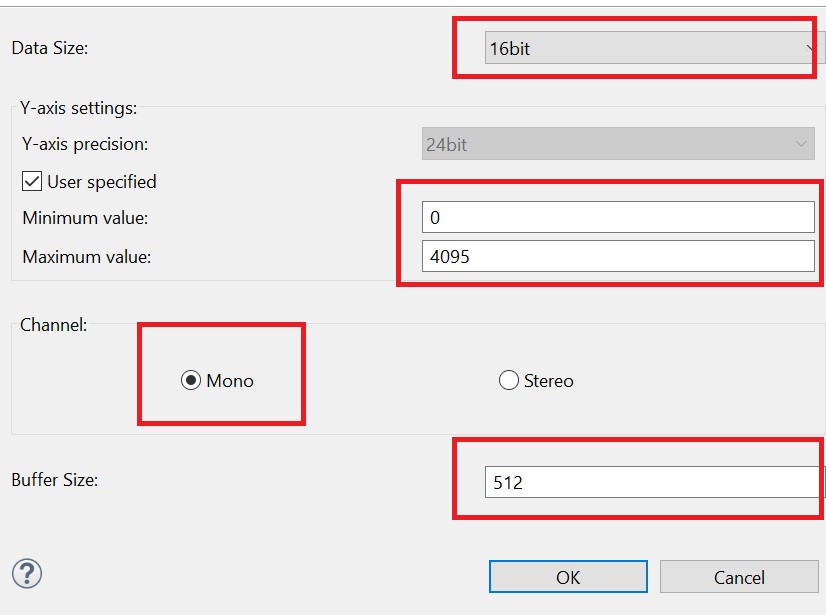 Data Size:
16bit
Y-axis settings:
Y-axis precision:
24bit
User specified
Minimum value:
0
Maximum value:
4095
Channel:
Mono
Stereo
Buffer Size:
512
?
OK
Cancel